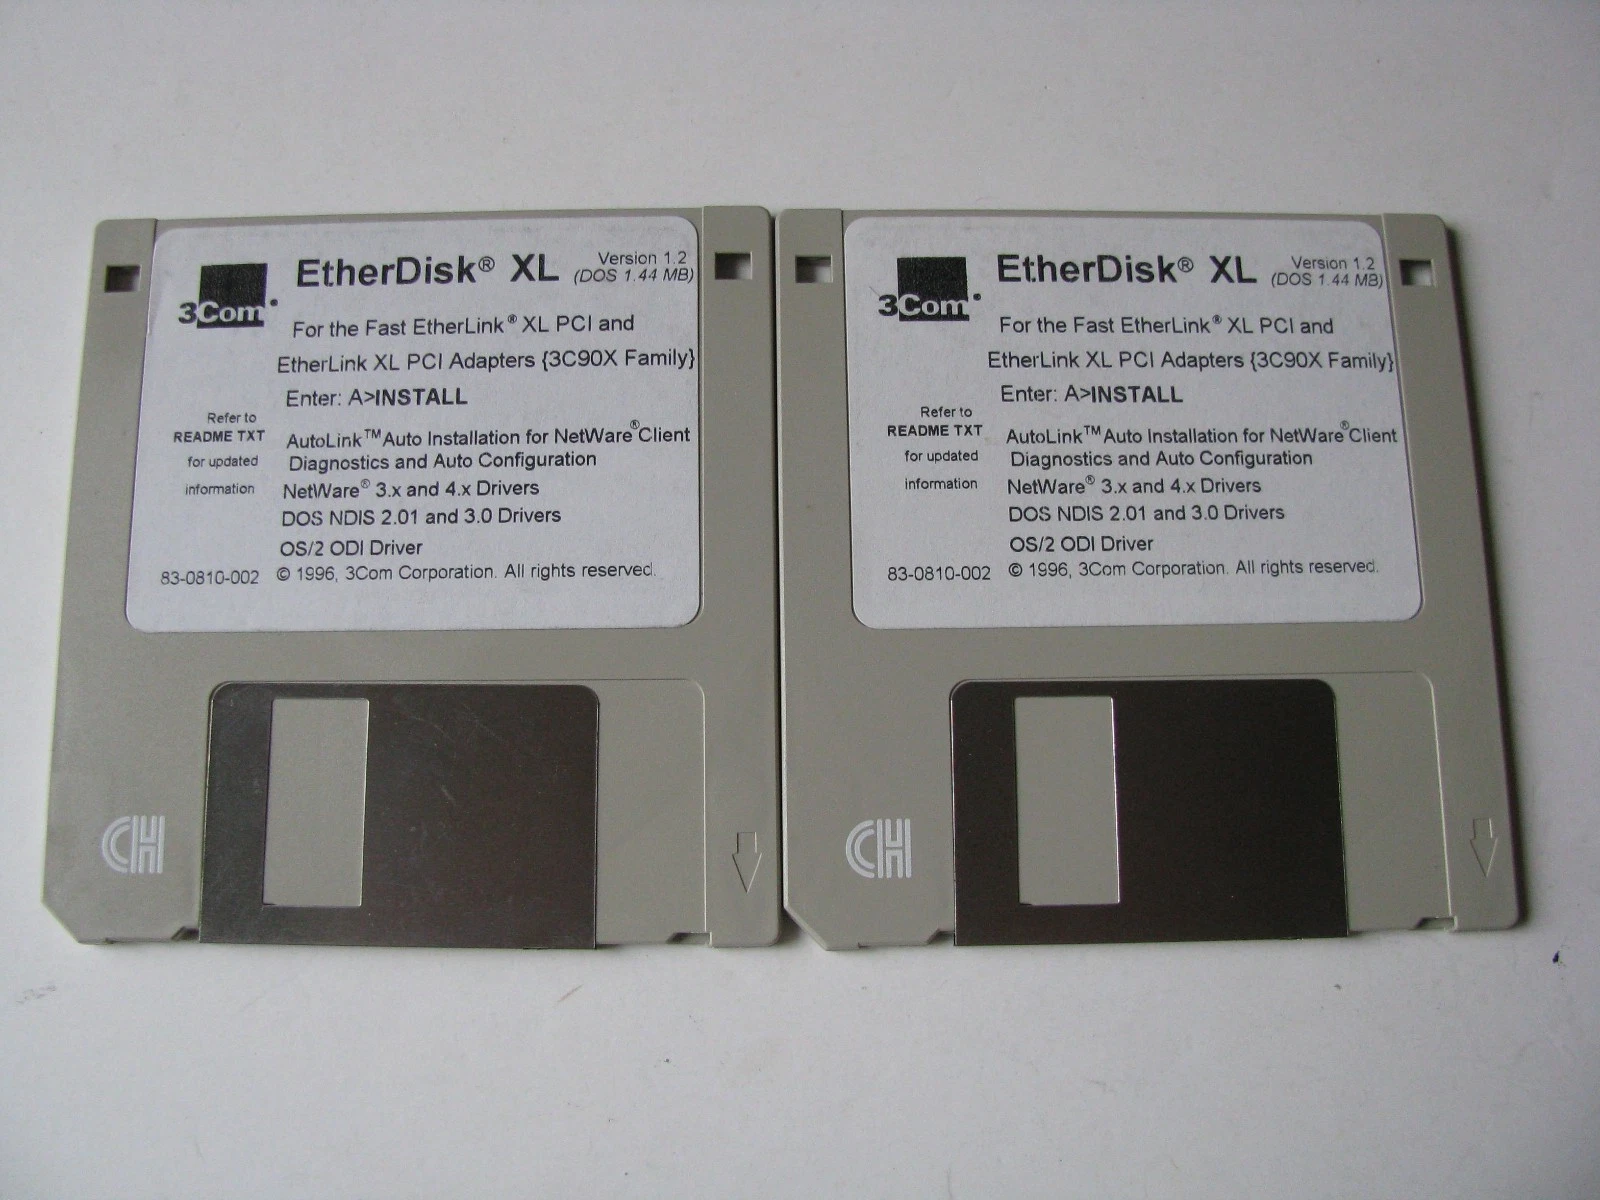 EtherDisk® XL Version 1.2
(DOS 1.44 MB)
3Com
For the Fast EtherLink® XL PCI and
EtherLink XL PCI Adapters {3C90X Family}
Enter: A>INSTALL
Refer to
README TXT
for updated
information
AutoLink™ Auto Installation for NetWare® Client
Diagnostics and Auto Configuration
NetWare® 3.x and 4.x Drivers
DOS NDIS 2.01 and 3.0 Drivers
OS/2 ODI Driver
83-0810-002 © 1996, 3Com Corporation. All rights reserved.
CH
EtherDisk® XL Version 1.2
(DOS 1.44 MB)
3Com
For the Fast EtherLink® XL PCI and
EtherLink XL PCI Adapters {3C90X Family}
Enter: A>INSTALL
Refer to
README TXT
for updated
information
AutoLink™ Auto Installation for NetWare® Client
Diagnostics and Auto Configuration
NetWare® 3.x and 4.x Drivers
DOS NDIS 2.01 and 3.0 Drivers
OS/2 ODI Driver
83-0810-002 © 1996, 3Com Corporation. All rights reserved.
CH